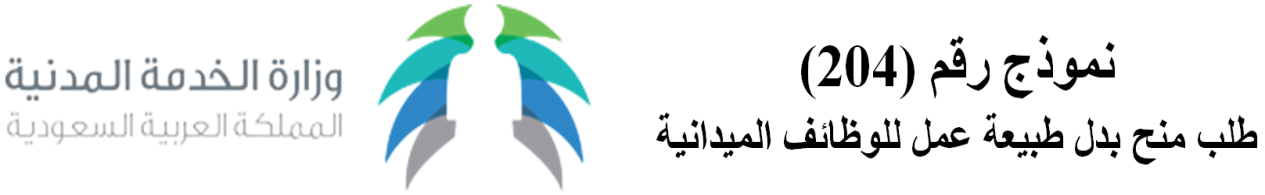 نموذج رقم (204)
طلب منح بدل طبيعة عمل للوظائف الميدانية
وزارة الخدمة المدنية
المملكة العربية السعودية